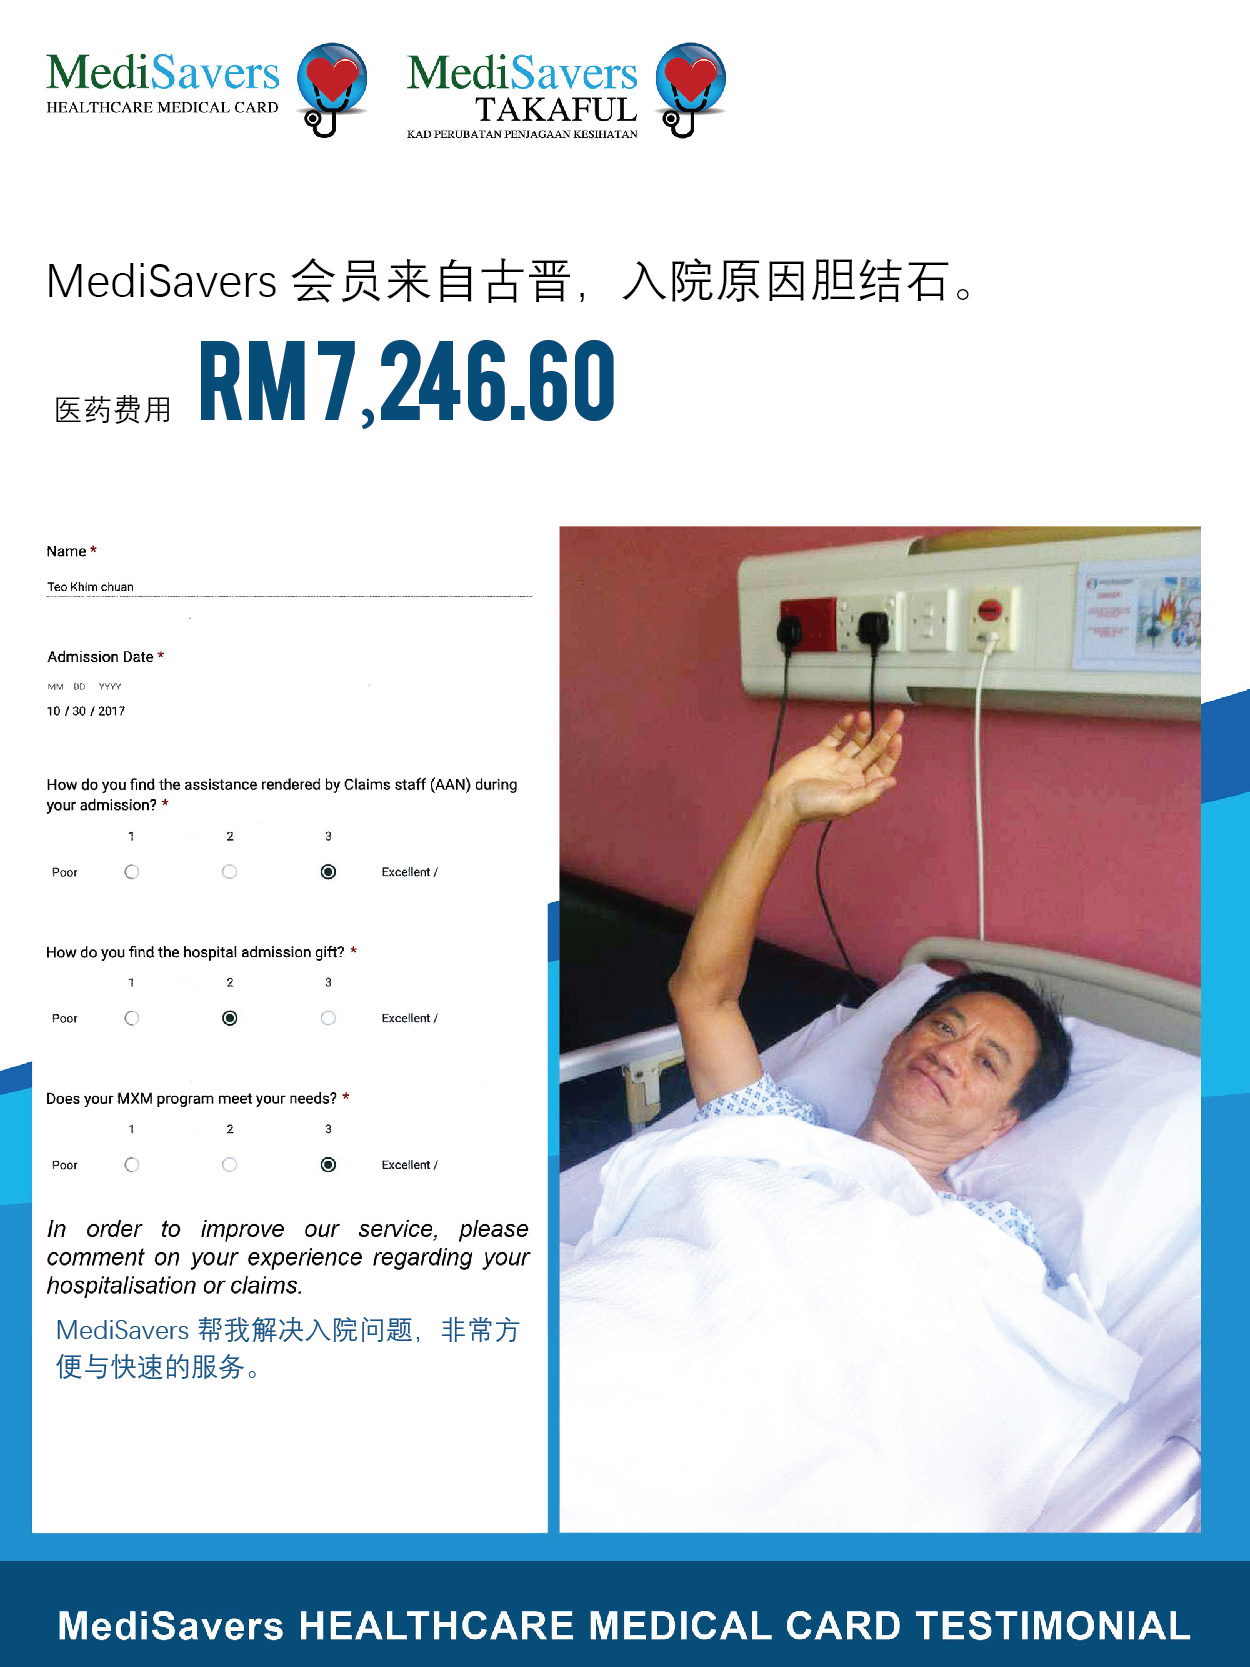 MediSavers
HEALTHCARE MEDICAL CARD
MediSavers
TAKAFUL
KAD PERUBATAN PENJAGAAN KESIHATAN
MediSavers 会员来自古晋，入院原因胆结石。
医药费用 RM7,246.60
Name *
Teo Khim chuan
Admission Date *
MM DD YYYY
10 / 30 / 2017
How do you find the assistance rendered by Claims staff (AAN) during
your admission? *
1 2 3
Poor Excellent /
How do you find the hospital admission gift? *
1 2 3
Poor Excellent /
Does your MXM program meet your needs? *
1 2 3
Poor Excellent /
In order to improve our service, please
comment on your experience regarding your
hospitalisation or claims.
MediSavers 帮我解决入院问题，非常方
便与快速的服务。
MediSavers HEALTHCARE MEDICAL CARD TESTIMONIAL